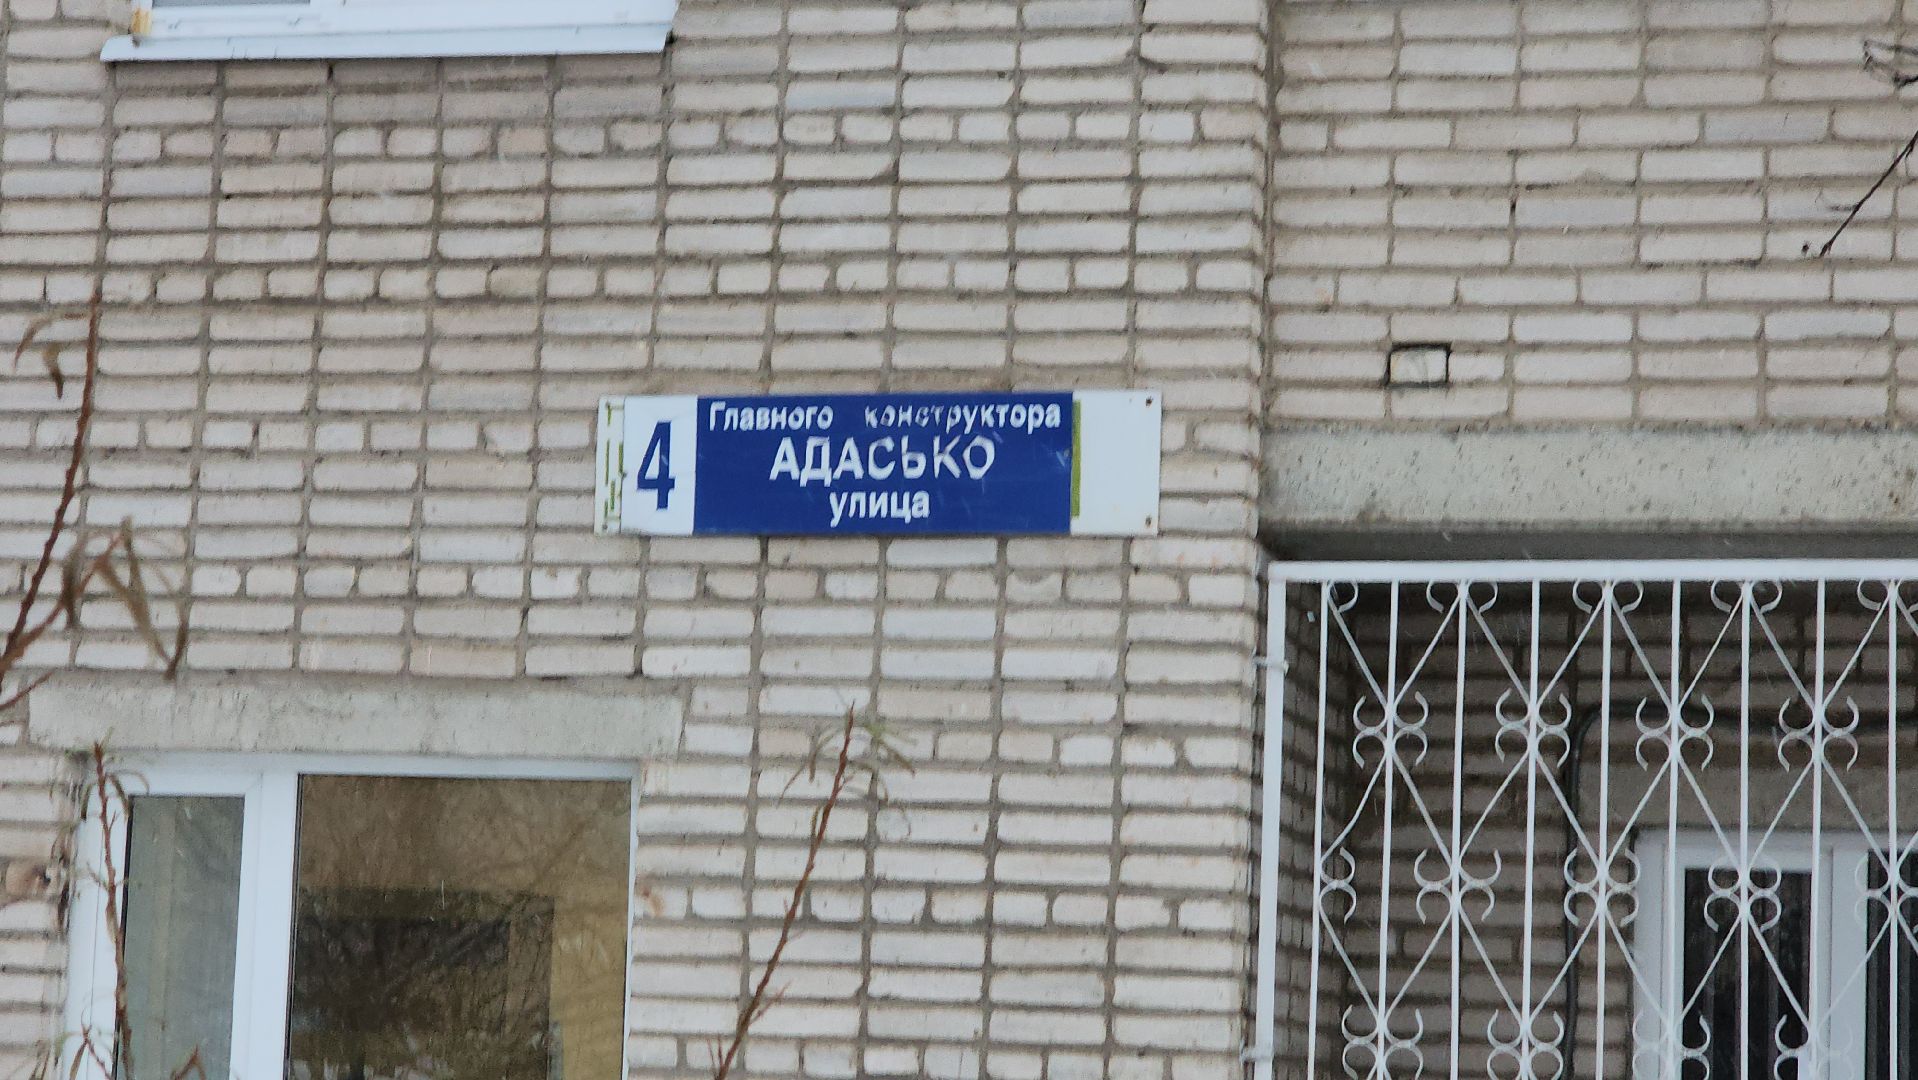 4
Главного конструктора
АДАСЬКО
улица